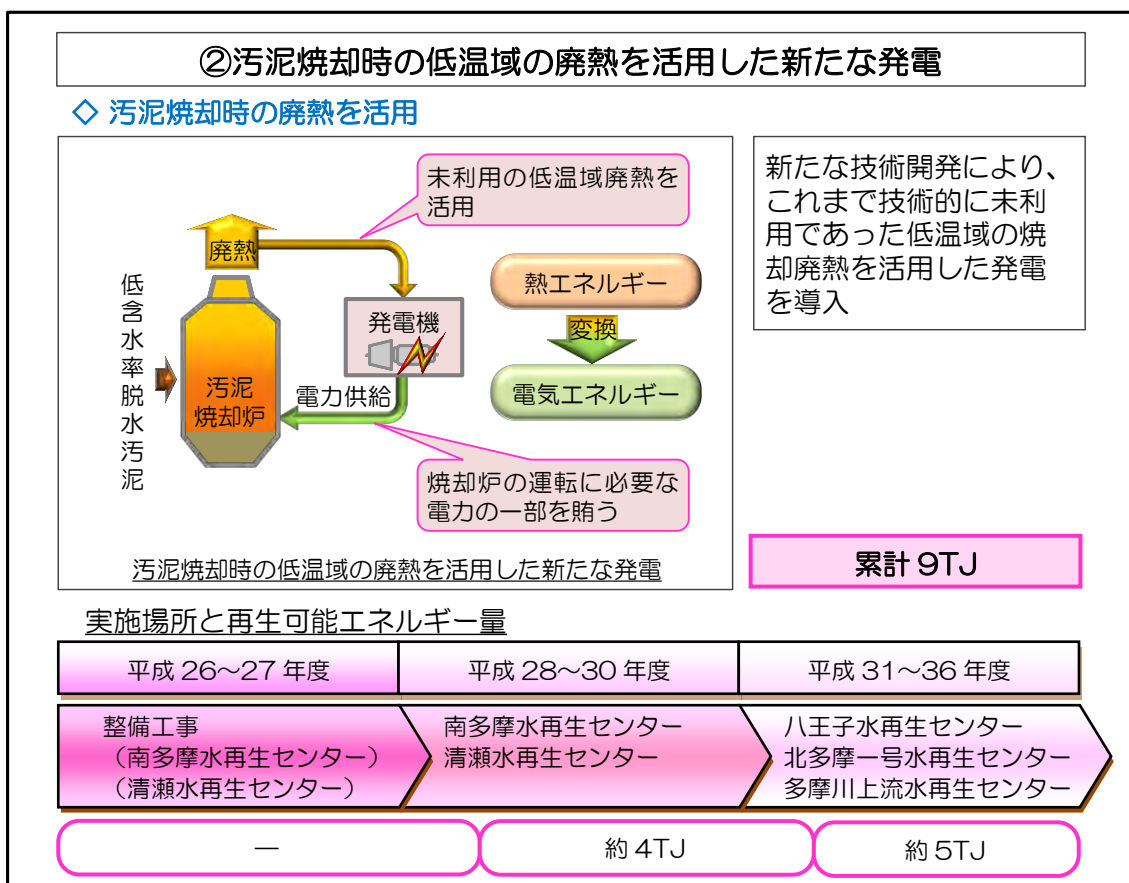 ②汚泥焼却時の低温域の廃熱を活用した新たな発電
◇ 汚泥焼却時の廃熱を活用
未利用の低温域廃熱を
活用
廃熱
低含水率脱水汚泥
汚泥
焼却炉
発電機
電力供給
熱エネルギー
変換
電気エネルギー
焼却炉の運転に必要な
電力の一部を賄う
汚泥焼却時の低温域の廃熱を活用した新たな発電
新たな技術開発により、
これまで技術的に未利
用であった低温域の焼
却廃熱を活用した発電
を導入
累計 9TJ
実施場所と再生可能エネルギー量
平成 26～27 年度
平成 28～30 年度
平成 31～36 年度
整備工事
（南多摩水再生センター）
（清瀬水再生センター）
南多摩水再生センター
清瀬水再生センター
八王子水再生センター
北多摩一号水再生センター
多摩川上流水再生センター
―
約 4TJ
約 5TJ